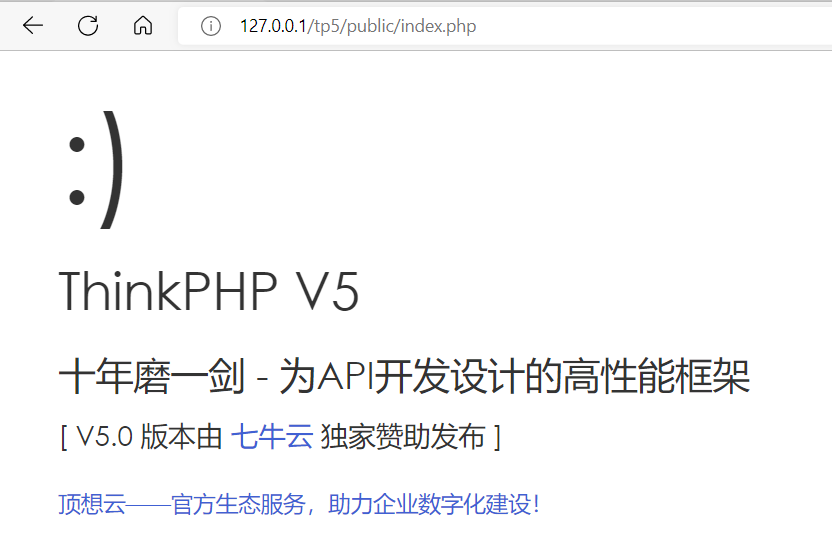 127.0.0.1/tp5/public/index.php
:)
ThinkPHP V5
十年磨一剑 - 为API开发设计的高性能框架
[ V5.0 版本由 七牛云 独家赞助发布 ]
顶想云——官方生态服务，助力企业数字化建设！